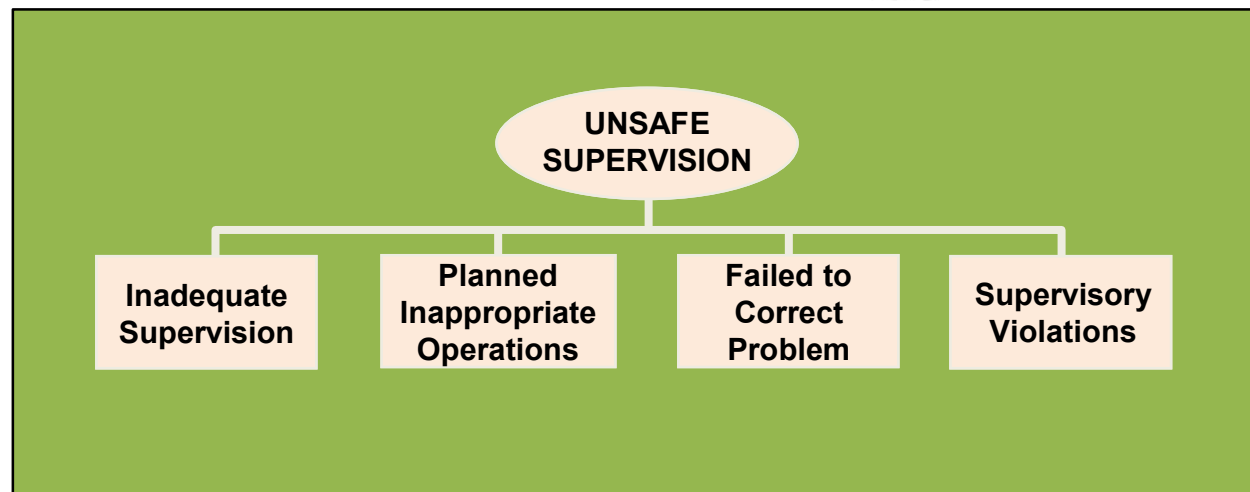 UNSAFE
SUPERVISION
Inadequate
Supervision
Planned
Inappropriate
Operations
Failed to
Correct
Problem
Supervisory
Violations